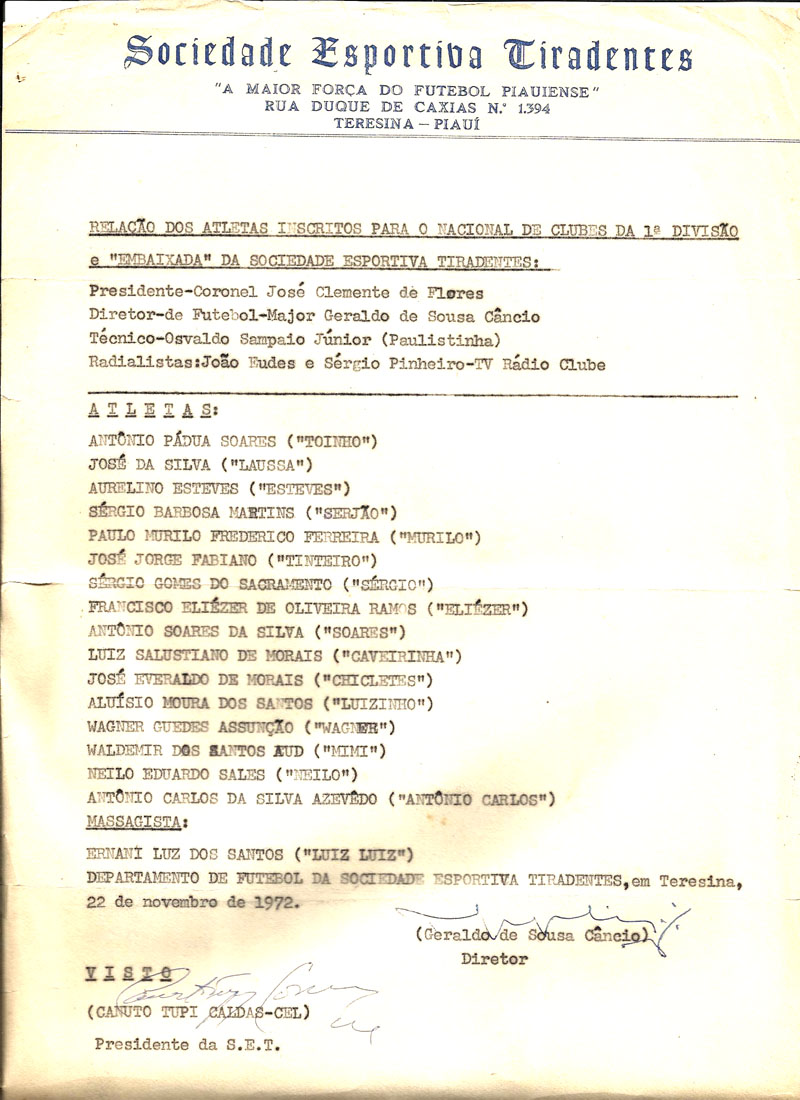 Sociedade Esportiva Tiradentes
"A MAIOR FORÇA DO FUTEBOL PIAUIENSE"
RUA DUQUE DE CAXIAS N.º 1.394
TERESINA – PIAUÍ
RELAÇÃO DOS ATLETAS INSCRITOS PARA O NACIONAL DE CLUBES DA 1ª DIVISÃO
e "EMBAIXADA" DA SOCIEDADE ESPORTIVA TIRADENTES:
Presidente-Coronel José Clemente de Flores
Diretor-de Futebol-Major Geraldo de Sousa Câncio
Técnico-Osvaldo Sampaio Júnior (Paulistinha)
Radialistas:João Eudes e Sérgio Pinheiro-TV Rádio Clube
A T L E T A S:
ANTÔNIO PÁDUA SOARES ("TOINHO")
JOSÉ DA SILVA ("LAUSSA")
AURELINO ESTEVES ("ESTEVES")
SÉRGIO BARBOSA MARTINS ("SERJÃO")
PAULO MURILO FREDERICO FERREIRA ("MURILO")
JOSÉ JORGE FABIANO ("TINTEIRO")
SÉRGIO GOMES DO SACRAMENTO ("SÉRGIO")
FRANCISCO ELIÉZER DE OLIVEIRA RAMOS ("ELIÉZER")
ANTÔNIO SOARES DA SILVA ("SOARES")
LUIZ SALUSTIANO DE MORAIS ("CAVEIRINHA")
JOSÉ EVERALDO DE MORAIS ("CHICLETES")
ALUÍSIO MOURA DOS SANTOS ("LUIZINHO")
WAGNER GUEDES ASSUNÇÃO ("WAGNER")
WALDEMIR DOS SANTOS AUD ("MIMI")
NEILO EDUARDO SALES ("NEILO")
ANTÔNIO CARLOS DA SILVA AZEVÊDO ("ANTÔNIO CARLOS")
MASSAGISTA:
ERNANI LUZ DOS SANTOS ("LUIZ LUIZ")
DEPARTAMENTO DE FUTEBOL DA SOCIEDADE ESPORTIVA TIRADENTES,em Teresina,
22 de novembro de 1972.
(Geraldo de Sousa Câncio)
Diretor
V I S T O
(CANUTO TUPI CALDAS-CEL)
Presidente da S.E.T.